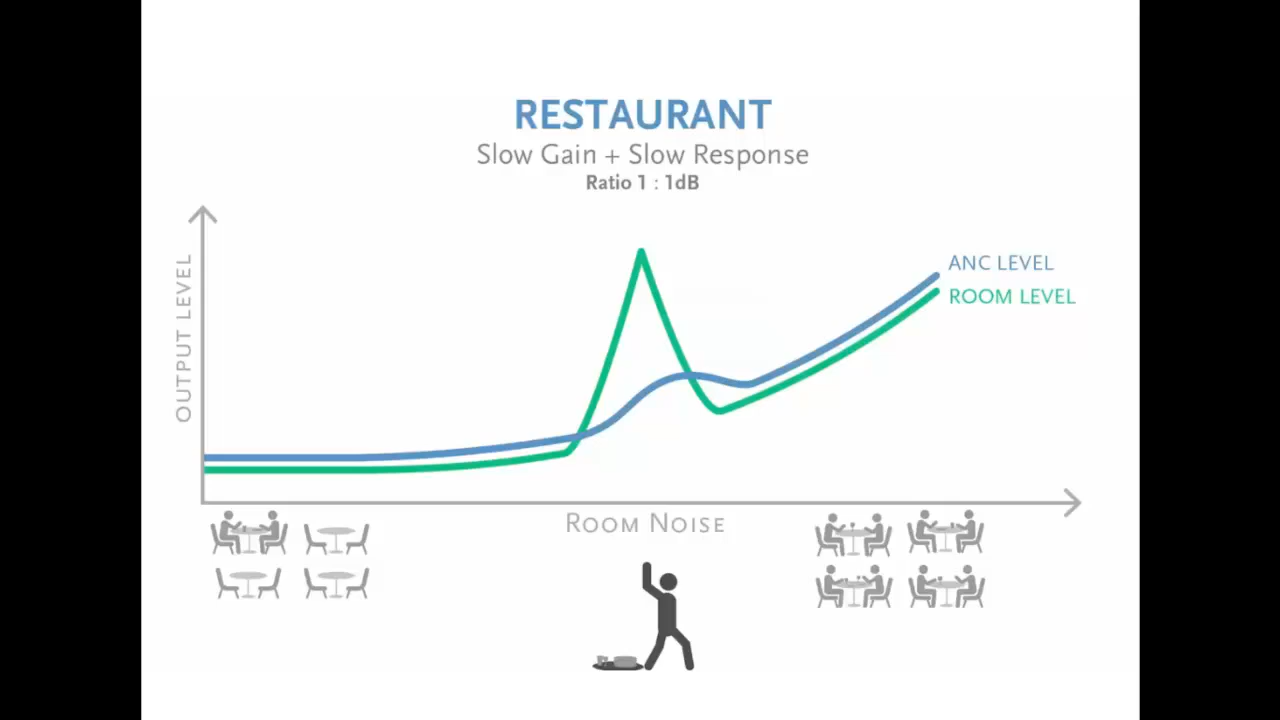 RESTAURANT
Slow Gain + Slow Response
Ratio 1 : 1dB
OUTPUT LEVEL
ANC LEVEL
ROOM LEVEL
ROOM NOISE